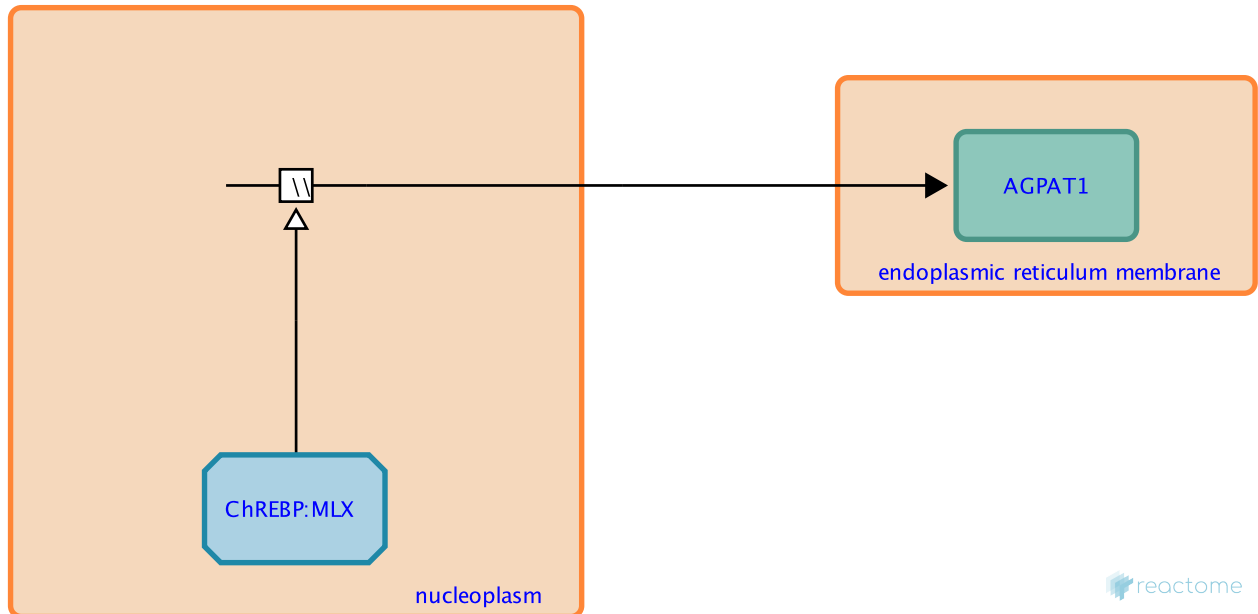 \\
AGPAT1
endoplasmic reticulum membrane
ChREBP:MLX
nucleoplasm
reactome